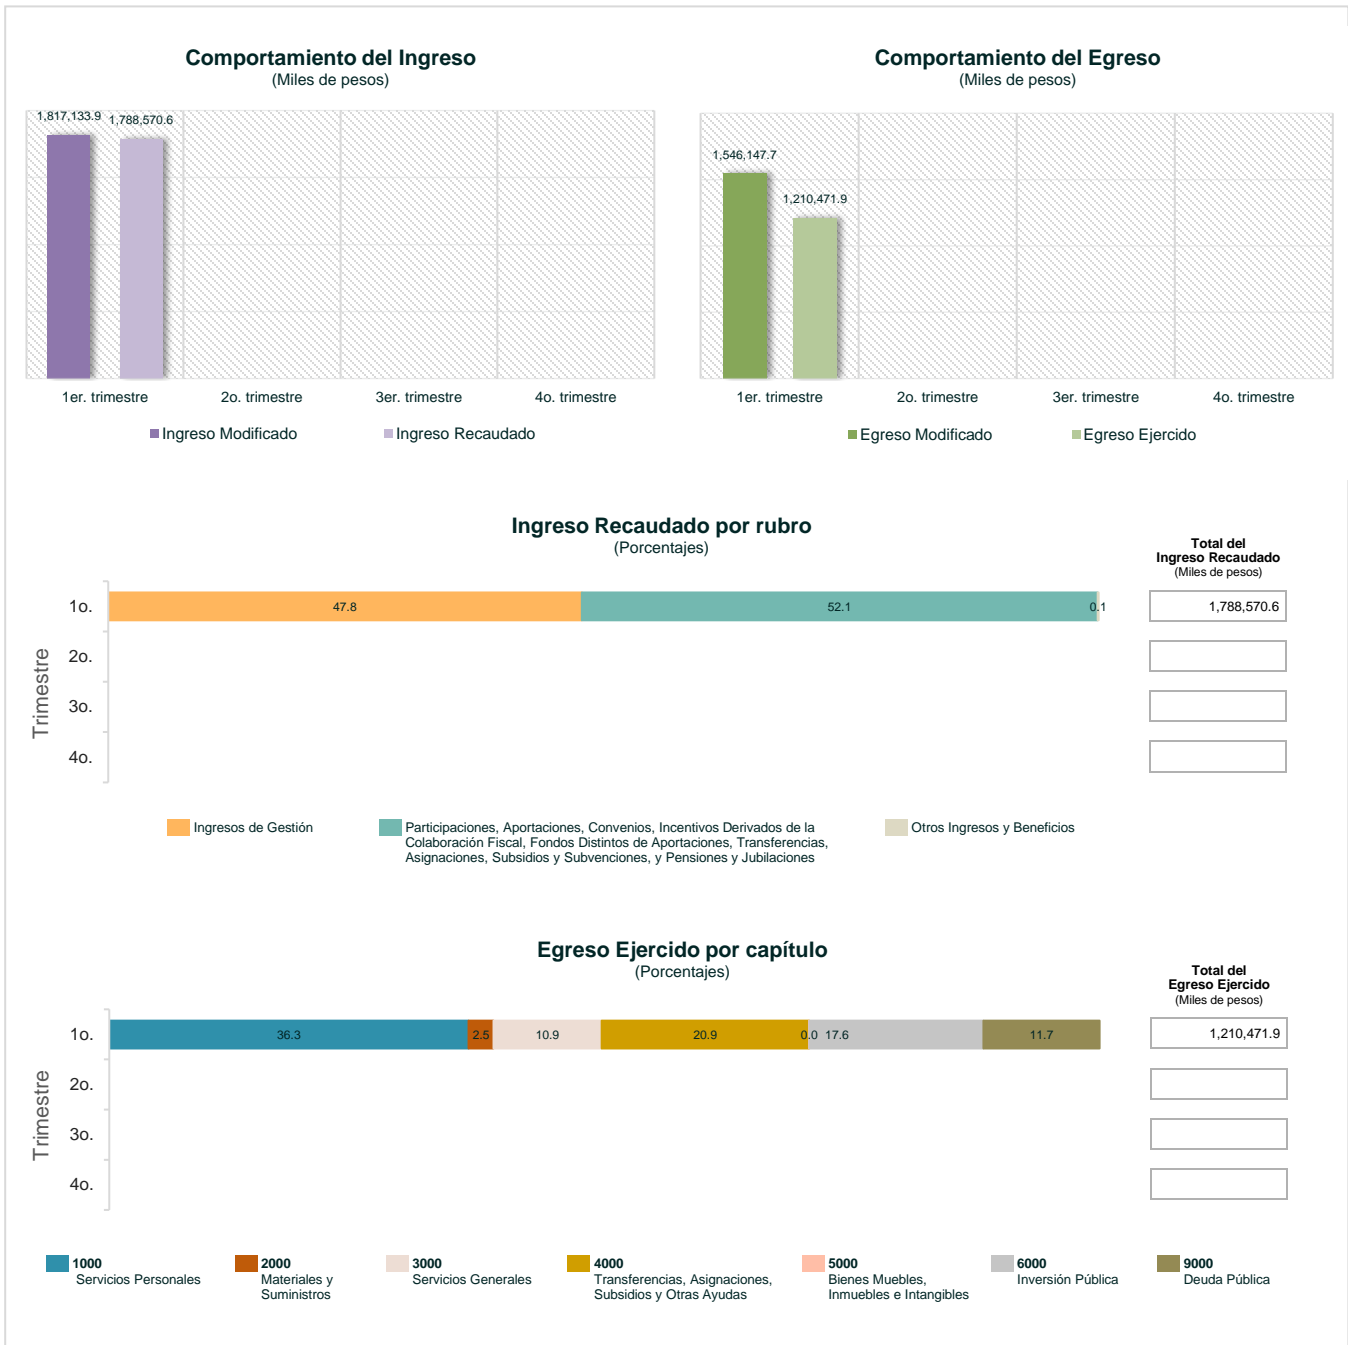 Comportamiento del Ingreso
(Miles de pesos)
1,817,133.9
1,788,570.6
1er. trimestre
2o. trimestre
3er. trimestre
4o. trimestre
Ingreso Modificado
Ingreso Recaudado
Comportamiento del Egreso
(Miles de pesos)
1,546,147.7
1,210,471.9
1er. trimestre
2o. trimestre
3er. trimestre
4o. trimestre
Egreso Modificado
Egreso Ejercido
Ingreso Recaudado por rubro
(Porcentajes)
Total del
Ingreso Recaudado
(Miles de pesos)
Trimestre
1o.
47.8
52.1
0.1
1,788,570.6
2o.
3o.
4o.
Ingresos de Gestión
Participaciones, Aportaciones, Convenios, Incentivos Derivados de la
Colaboración Fiscal, Fondos Distintos de Aportaciones, Transferencias,
Asignaciones, Subsidios y Subvenciones, y Pensiones y Jubilaciones
Otros Ingresos y Beneficios
Egreso Ejercido por capítulo
(Porcentajes)
Total del
Egreso Ejercido
(Miles de pesos)
Trimestre
1o.
36.3
2.5
10.9
20.9
0.0
17.6
11.7
1,210,471.9
2o.
3o.
4o.
1000
Servicios Personales
2000
Materiales y
Suministros
3000
Servicios Generales
4000
Transferencias, Asignaciones,
Subsidios y Otras Ayudas
5000
Bienes Muebles,
Inmuebles e Intangibles
6000
Inversión Pública
9000
Deuda Pública